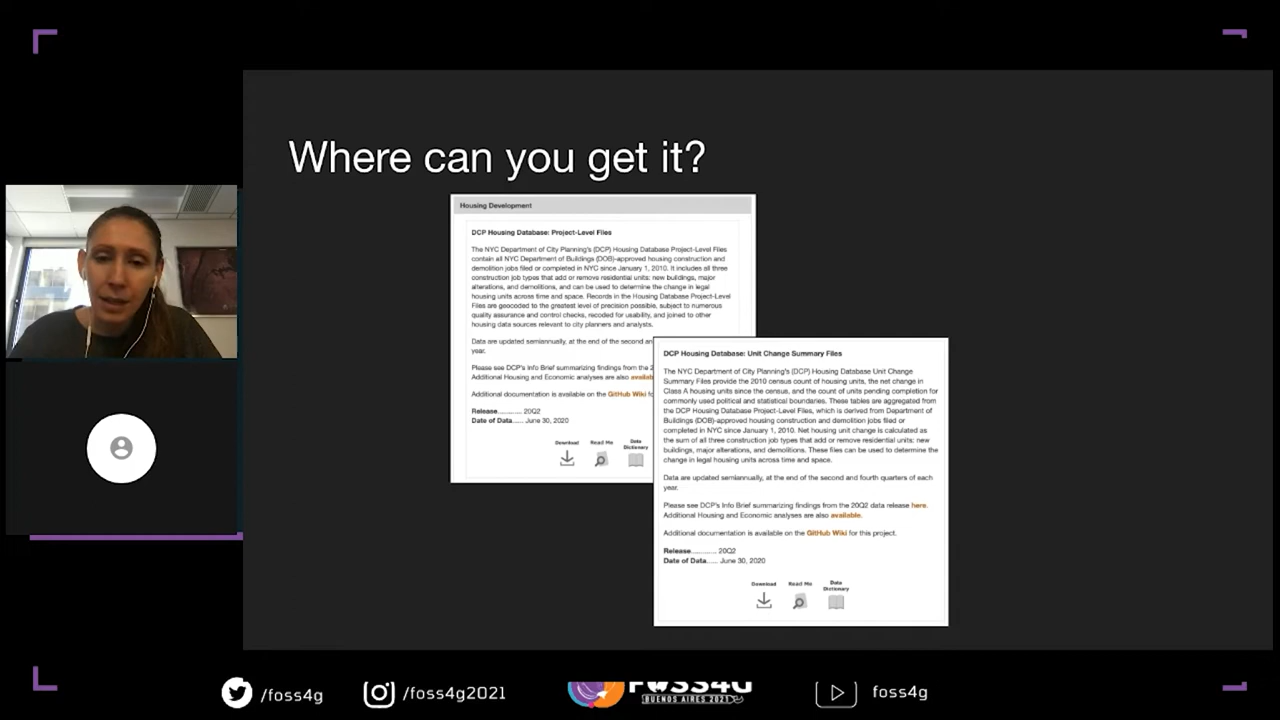 Where can you get it?
Housing Development
DCP Housing Database: Project-Level Files
The NYC Department of City Planning's (DCP) Housing Database Project-Level Files
contain all NYC Department of Buildings (DOB)-approved housing construction and
demolition jobs filed or completed in NYC since January 1, 2010. It includes all three
construction job types that add or remove residential units: new buildings, major
alterations, and demolitions, and can be used to determine the change in legal
housing units across time and space. Records in the Housing Database Project-Level
Files are geocoded to the greatest level of precision possible, subject to numerous
quality assurance and control checks, recoded for usability, and joined to other
housing data sources relevant to city planners and analysts.
Data are updated semiannually, at the end of the second an
year.
Please see DCP's Info Brief summarizing findings from the 2
Additional Housing and Economic analyses are also availab
Additional documentation is available on the GitHub Wiki fo
Release............ 20Q2
Date of Data..... June 30, 2020
Download
Read Me
Data
Dictionary
DCP Housing Database: Unit Change Summary Files
The NYC Department of City Planning's (DCP) Housing Database Unit Change
Summary Files provide the 2010 census count of housing units, the net change in
Class A housing units since the census, and the count of units pending completion for
commonly used political and statistical boundaries. These tables are aggregated from
the DCP Housing Database Project-Level Files, which is derived from Department of
Buildings (DOB)-approved housing construction and demolition jobs filed or
completed in NYC since January 1, 2010. Net housing unit change is calculated as
the sum of all three construction job types that add or remove residential units: new
buildings, major alterations, and demolitions. These files can be used to determine the
change in legal housing units across time and space.
Data are updated semiannually, at the end of the second and fourth quarters of each
year.
Please see DCP's Info Brief summarizing findings from the 20Q2 data release here.
Additional Housing and Economic analyses are also available.
Additional documentation is available on the GitHub Wiki for this project.
Release............ 20Q2
Date of Data..... June 30, 2020
Download
Read Me
Data
Dictionary
/foss4g
/foss4g2021
FOSS4G
BUENOS AIRES 2021
foss4g